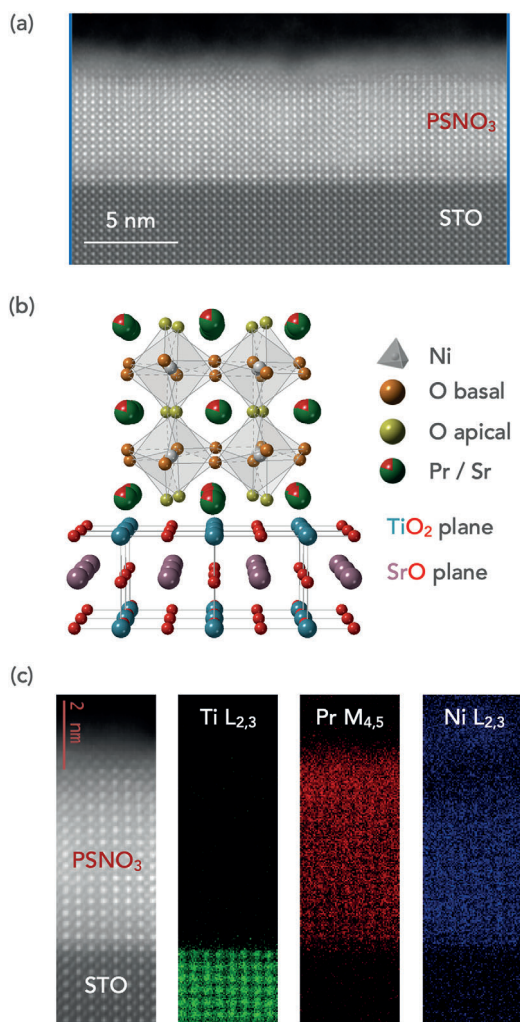 (a)
PSNO₃
STO
5 nm
(b)
Ni
O basal
O apical
Pr / Sr
TiO₂ plane
SrO plane
(c)
2 nm
Ti L₂,₃
Pr M₄,₅
Ni L₂,₃
PSNO₃
STO